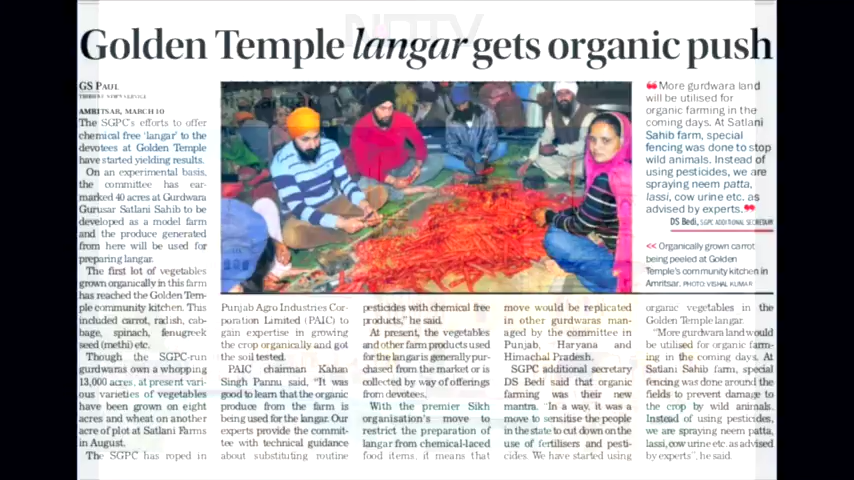 NDTV
Golden Temple langar gets organic push
GS PAUL
TRIBUNE NEWS SERVICE
AMRITSAR, MARCH 10
The SGPC's efforts to offer
chemical free 'langar' to the
devotees at Golden Temple
have started yielding results.
On an experimental basis,
the committee has ear-
marked 40 acres at Gurdwara
Gurusar Satlani Sahib to be
developed as a model farm
and the produce generated
from here will be used for
preparing langar.
The first lot of vegetables
grown organically in this farm
has reached the Golden Tem-
ple community kitchen. This
included carrot, radish, cab-
bage, spinach, fenugreek
seed (methi) etc.
Though the SGPC-run
gurdwaras own a whopping
13,000 acres, at present vari-
ous varieties of vegetables
have been grown on eight
acres and wheat on another
acre of plot at Satlani Farms
in August.
The SGPC has roped in
Punjab Agro Industries Cor-
poration Limited (PAIC) to
gain expertise in growing
the crop organically and got
the soil tested.
PAIC chairman Kahan
Singh Pannu said, "It was
good to learn that the organic
produce from the farm is
being used for the langar. Our
experts provide the commit-
tee with technical guidance
about substituting routine
pesticides with chemical free
products," he said.
At present, the vegetables
and other farm products used
for the langar is generally pur-
chased from the market or is
collected by way of offerings
from devotees.
With the premier Sikh
organisation's move to
restrict the preparation of
langar from chemical-laced
food items, it means that
move would be replicated
in other gurdwaras man-
aged by the committee in
Punjab, Haryana and
Himachal Pradesh.
SGPC additional secretary
DS Bedi said that organic
farming was their new
mantra. "In a way, it was a
move to sensitise the people
in the state to cut down on the
use of fertilisers and pesti-
cides. We have started using
organic vegetables in the
Golden Temple langar.
"More gurdwara land would
be utilised for organic farm-
ing in the coming days. At
Satlani Sahib farm, special
fencing was done around the
fields to prevent damage to
the crop by wild animals.
Instead of using pesticides,
we are spraying neem patta,
lassi, cow urine etc. as advised
by experts", he said.
❝More gurdwara land
will be utilised for
organic farming in the
coming days. At Satlani
Sahib farm, special
fencing was done to stop
wild animals. Instead of
using pesticides, we are
spraying neem patta,
lassi, cow urine etc. as
advised by experts.❞
DS Bedi, SGPC ADDITIONAL SECRETARY
<< Organically grown carrot
being peeled at Golden
Temple's community kitchen in
Amritsar. PHOTO: VISHAL KUMAR